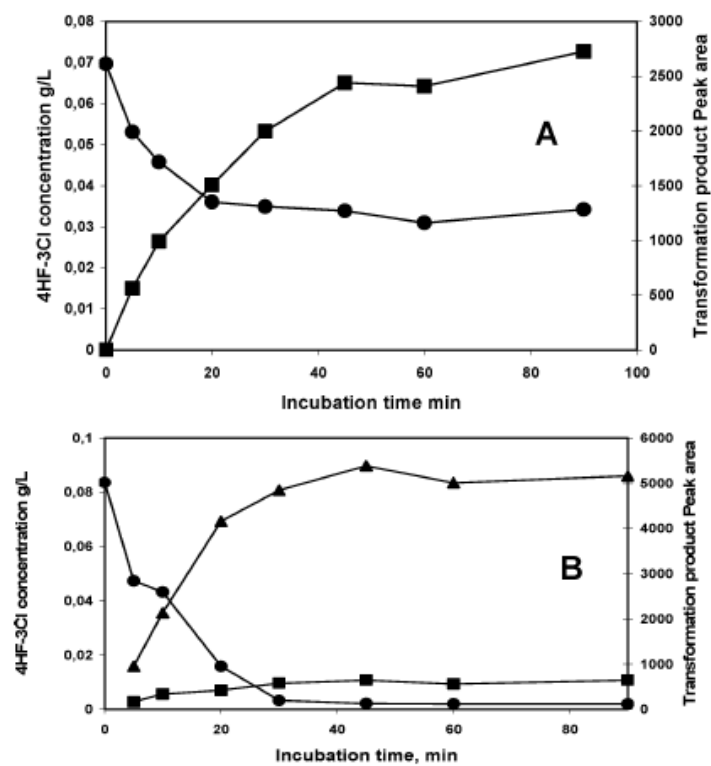 0,08
0,07
0,06
0,05
0,04
0,03
0,02
0,01
0
4HF-3Cl concentration g/L
3000
2500
2000
1500
1000
500
0
Transformation product Peak area
A
0 20 40 60 80 100
Incubation time min
0,1
0,08
0,06
0,04
0,02
0
4HF-3Cl concentration g/L
6000
5000
4000
3000
2000
1000
0
Transformation product Peak area
B
0 20 40 60 80
Incubation time, min